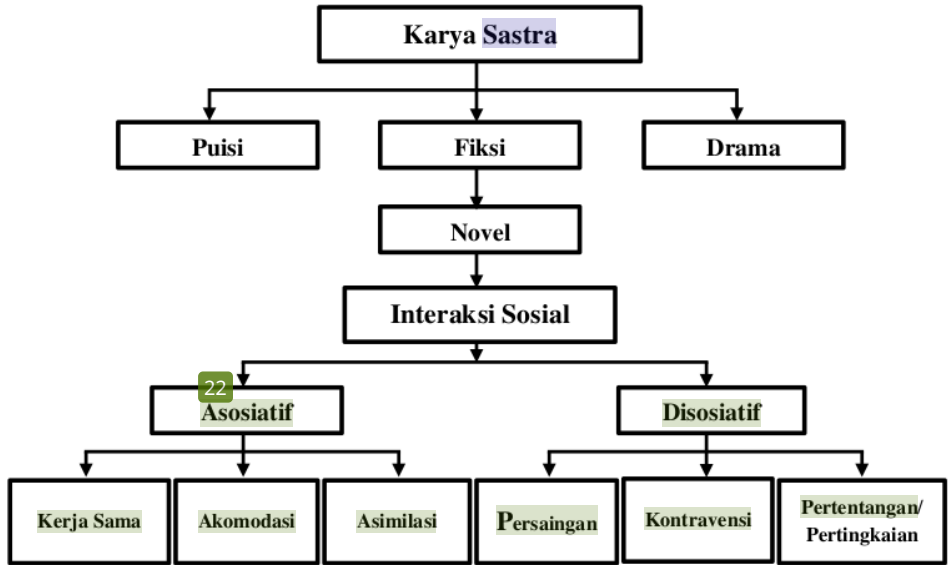 Karya Sastra
Puisi
Fiksi
Drama
Novel
Interaksi Sosial
22
Asosiatif
Disosiatif
Kerja Sama
Akomodasi
Asimilasi
Persaingan
Kontravensi
Pertentangan/
Pertingkaian